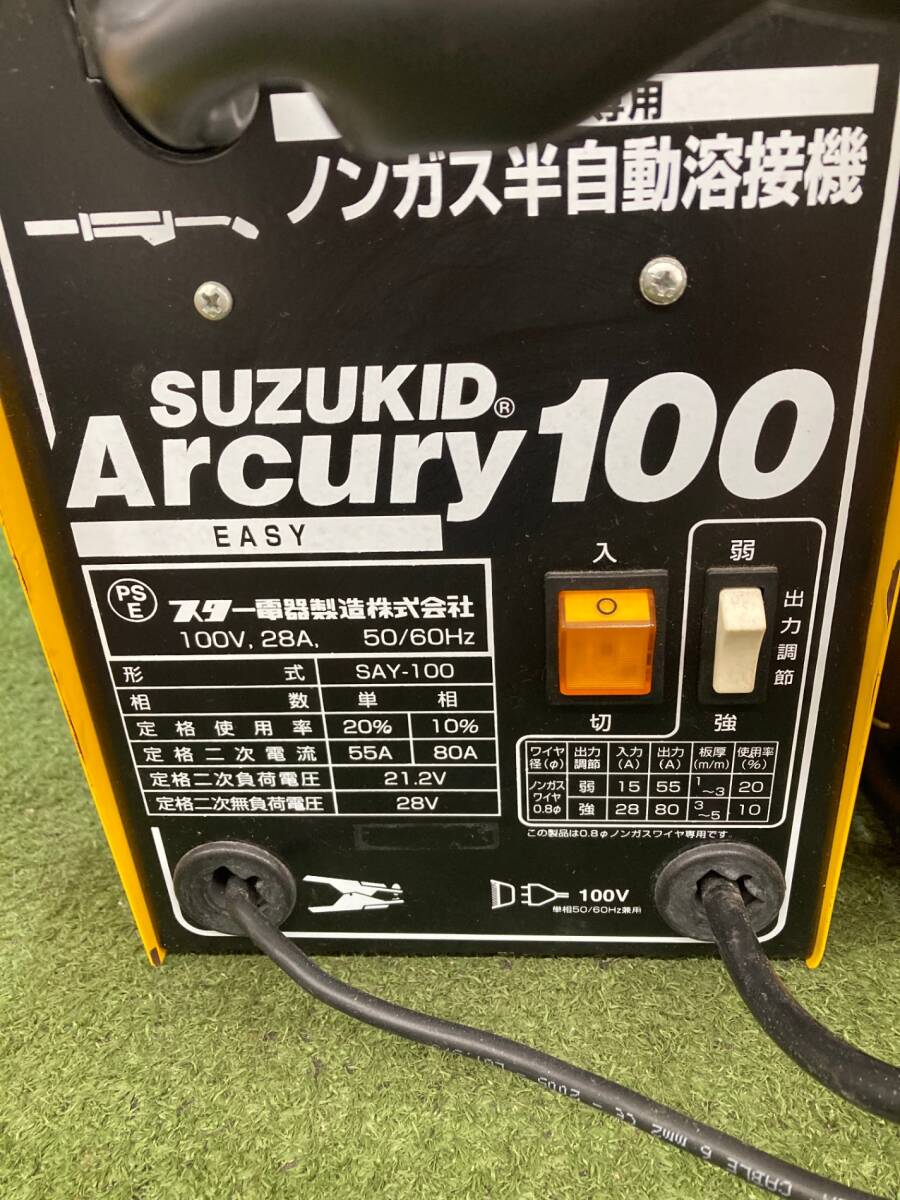 専用
ノンガス半自動溶接機
SUZUKID®
Arcury100
EASY
PSE スター電器製造株式会社
100V, 28A, 50/60Hz
形式 SAY-100
相数 単相
定格使用率 20% 10%
定格二次電流 55A 80A
定格二次負荷電圧 21.2V
定格二次無負荷電圧 28V
入
切
弱
強
出力調節
ワイヤ径(φ) 出力調節 入力(A) 出力(A) 板厚(m/m) 使用率(%)
ノンガスワイヤ0.8φ 弱 15 55 1～3 20
強 28 80 3～5 10
この製品は0.8φノンガスワイヤ専用です。
100V
単相50/60Hz兼用
CABLE 6 mm2 CE